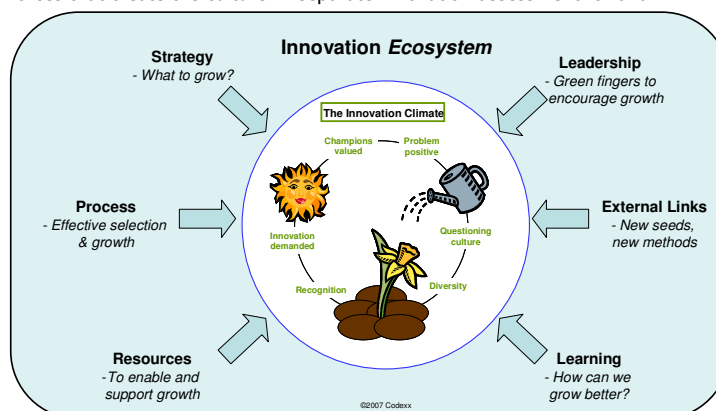 Innovation Ecosystem
Strategy
- What to grow?
Leadership
- Green fingers to
encourage growth
The Innovation Climate
Champions
valued
Problem
positive
Process
- Effective selection
& growth
Innovation
demanded
Questioning
culture
External Links
- New seeds,
new methods
Recognition
Diversity
Resources
-To enable and
support growth
Learning
- How can we
grow better?
©2007 Codexx